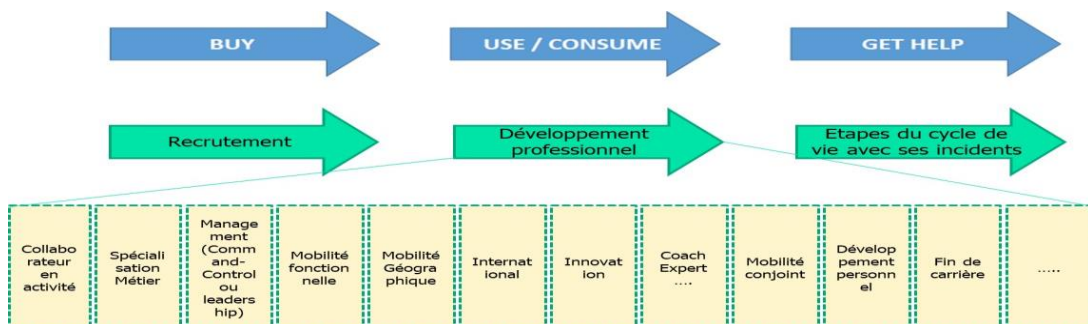 BUY
USE / CONSUME
GET HELP
Recrutement
Développement
professionnel
Etapes du cycle de
vie avec ses incidents
Collabo
rateur
en
activité
Spéciali
sation
Métier
Manage
ment
(Comm
and-
Control
ou
leaders
hip)
Mobilité
fonction
nelle
Mobilité
Géogra
phique
Internat
ional
Innovat
ion
Coach
Expert
....
Mobilité
conjoint
Dévelop
pement
personn
el
Fin de
carrière
.....